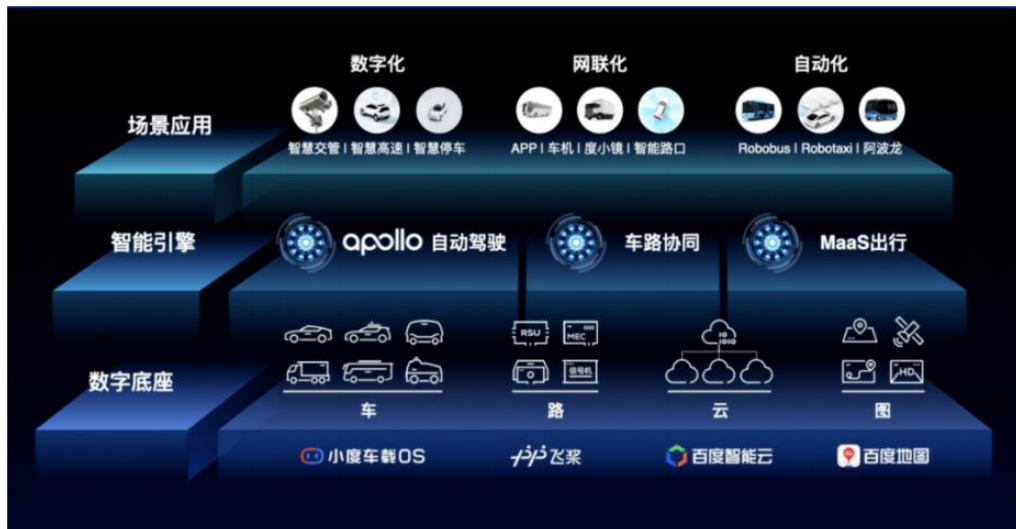 数字化 网联化 自动化
场景应用
智慧交管 | 智慧高速 | 智慧停车 APP | 车机 | 度小镜 | 智能路口 Robobus | Robotaxi | 阿波龙
智能引擎 apollo 自动驾驶 车路协同 MaaS出行
RSU MEC
数字底座
信号机 HD
车 路 云 图
小度车载OS 飞桨 百度智能云 百度地图